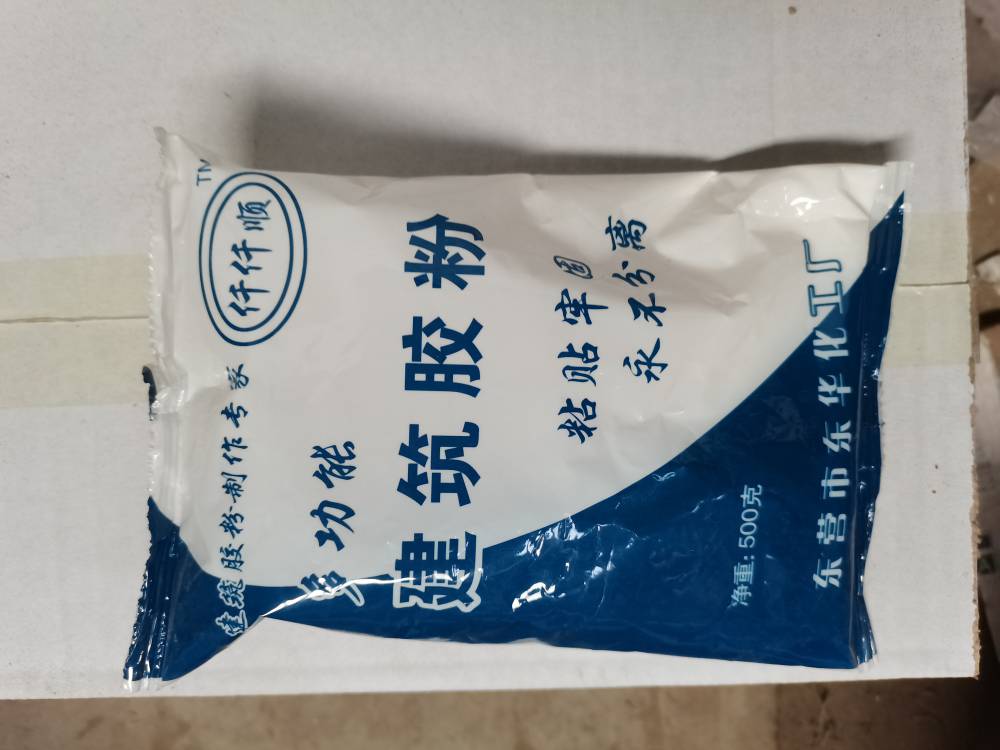 仟仟顺
TM
建筑胶粉制作专家
多功能
建筑胶粉
粘贴牢固
永不分离
净重:500克
东营市东华化工厂